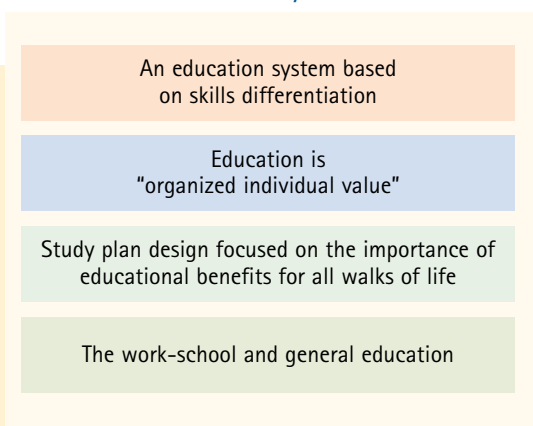 An education system based
on skills differentiation
Education is
"organized individual value"
Study plan design focused on the importance of
educational benefits for all walks of life
The work-school and general education